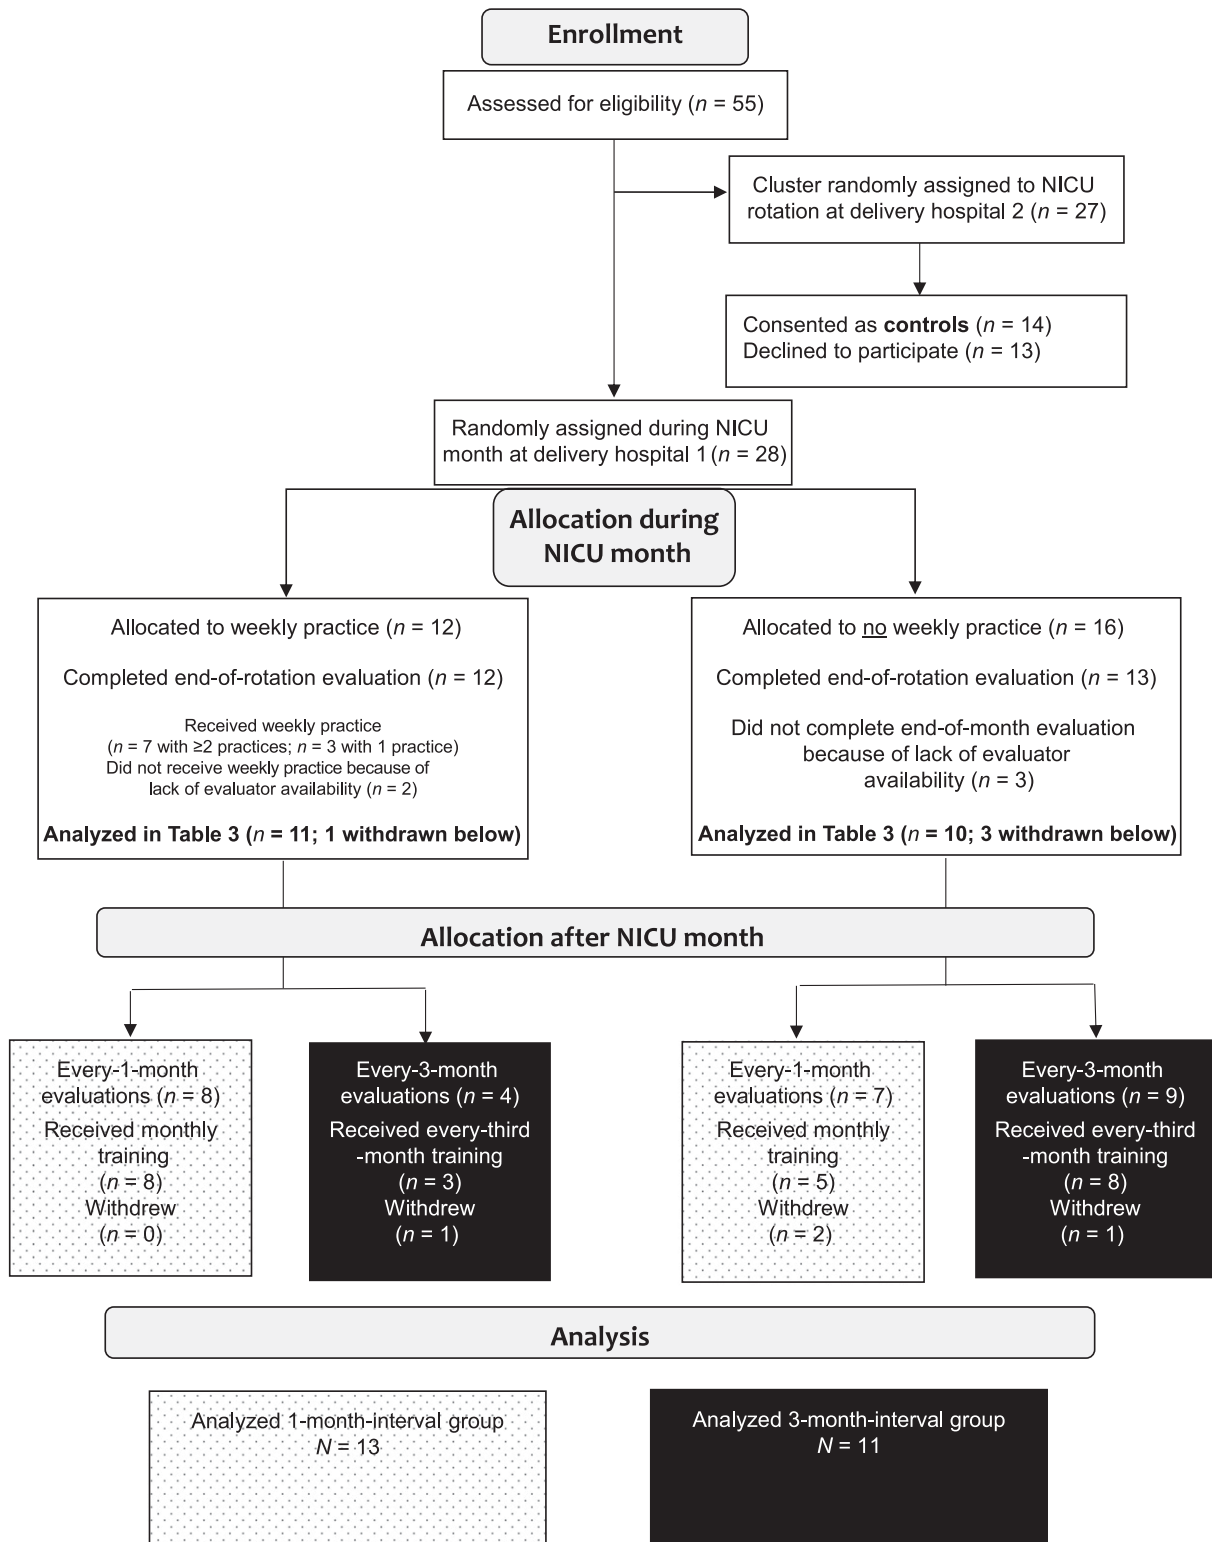 Enrollment
Assessed for eligibility (n = 55)
Cluster randomly assigned to NICU
rotation at delivery hospital 2 (n = 27)
Consented as controls (n = 14)
Declined to participate (n = 13)
Randomly assigned during NICU
month at delivery hospital 1 (n = 28)
Allocation during
NICU month
Allocated to weekly practice (n = 12)
Completed end-of-rotation evaluation (n = 12)
Received weekly practice
(n = 7 with ≥2 practices; n = 3 with 1 practice)
Did not receive weekly practice because of
lack of evaluator availability (n = 2)
Analyzed in Table 3 (n = 11; 1 withdrawn below)
Allocated to no weekly practice (n = 16)
Completed end-of-rotation evaluation (n = 13)
Did not complete end-of-month evaluation
because of lack of evaluator
availability (n = 3)
Analyzed in Table 3 (n = 10; 3 withdrawn below)
Allocation after NICU month
Every-1-month
evaluations (n = 8)
Received monthly
training
(n = 8)
Withdrew
(n = 0)
Every-3-month
evaluations (n = 4)
Received every-third
-month training
(n = 3)
Withdrew
(n = 1)
Every-1-month
evaluations (n = 7)
Received monthly
training
(n = 5)
Withdrew
(n = 2)
Every-3-month
evaluations (n = 9)
Received every-third
-month training
(n = 8)
Withdrew
(n = 1)
Analysis
Analyzed 1-month-interval group
N = 13
Analyzed 3-month-interval group
N = 11